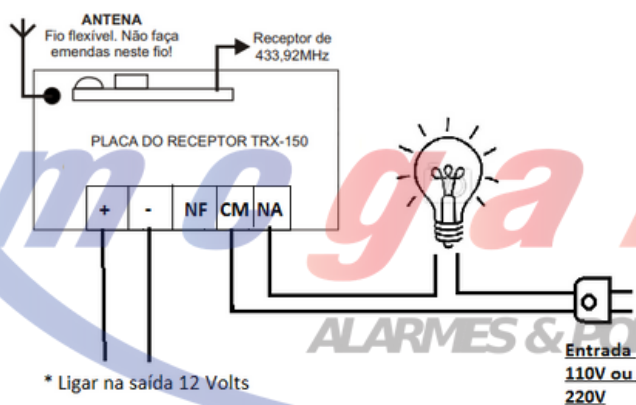 ANTENA
Fio flexível. Não faça
emendas neste fio!
Receptor de
433,92MHz
PLACA DO RECEPTOR TRX-150
+ - NF CM NA
ALARMES &
* Ligar na saída 12 Volts
Entrada
110V ou
220V